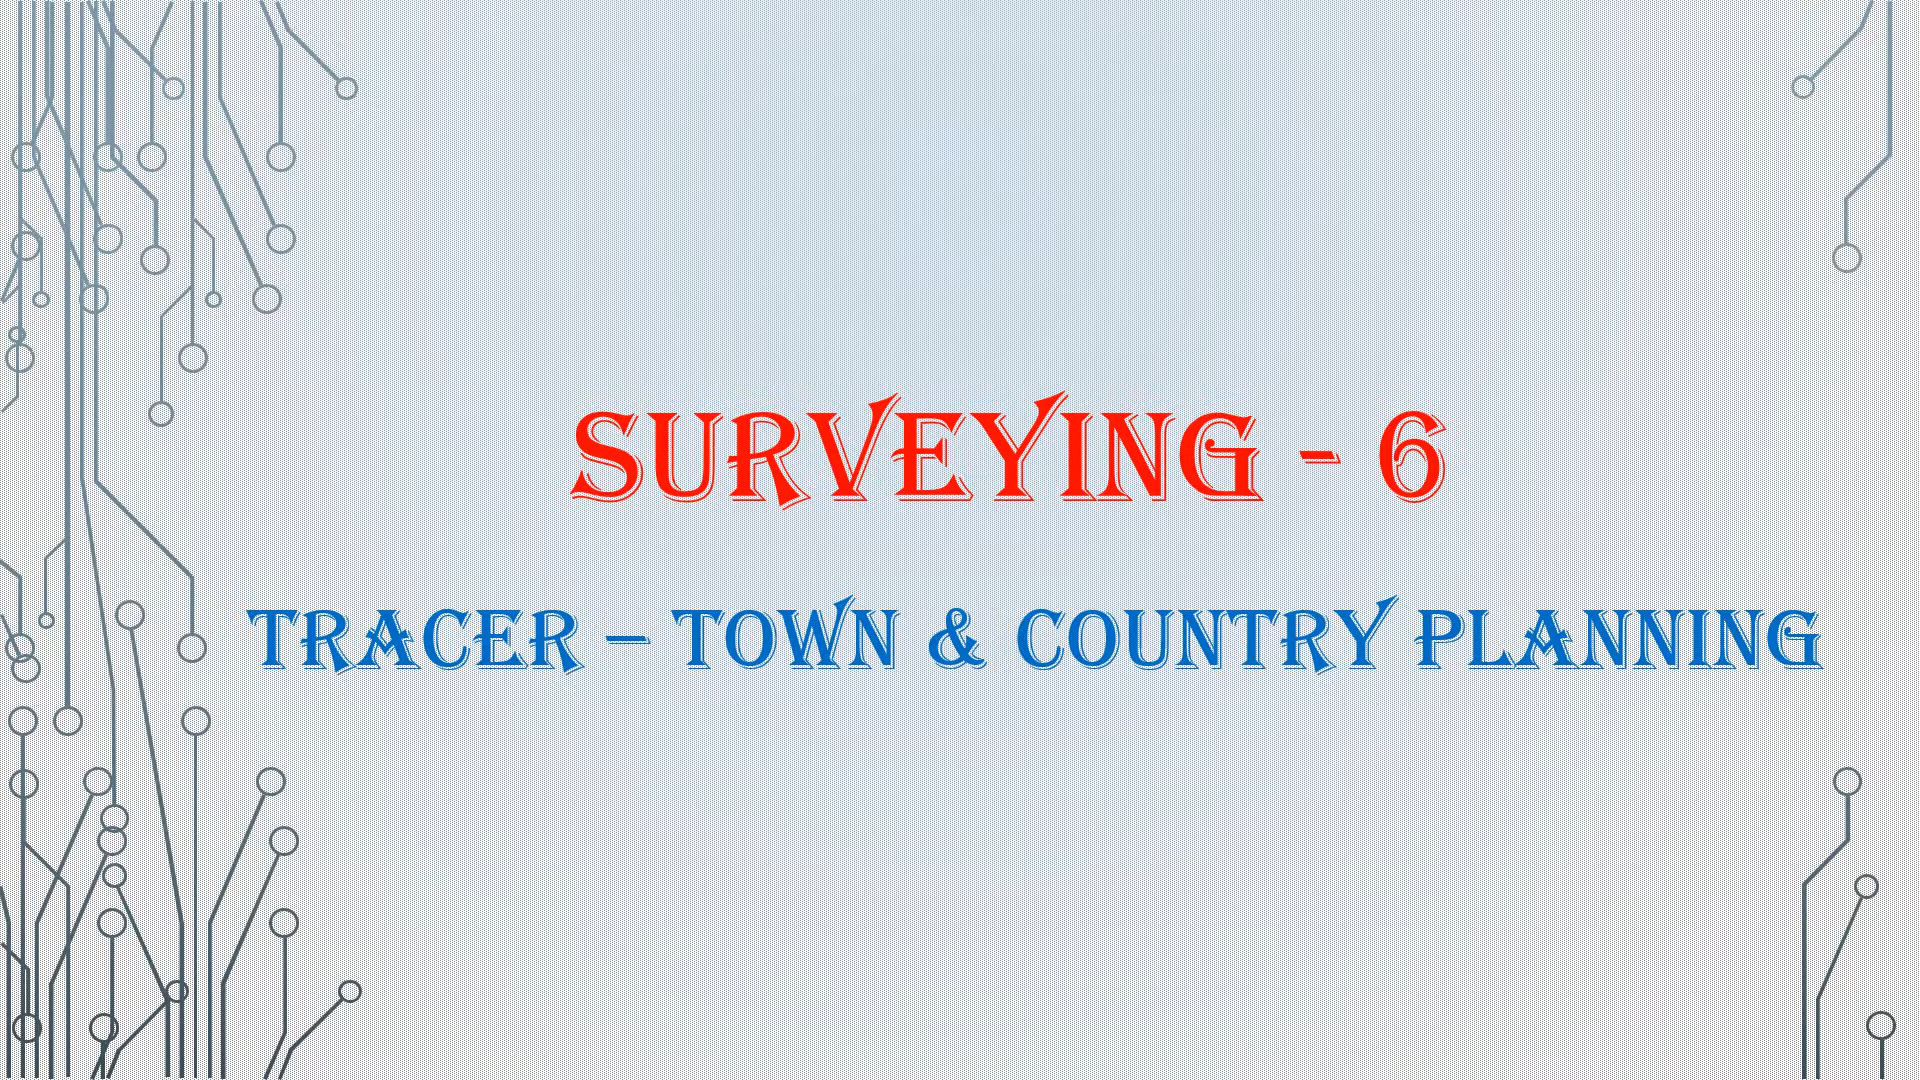 SURVEYING - 6
TRACER – TOWN & COUNTRY PLANNING